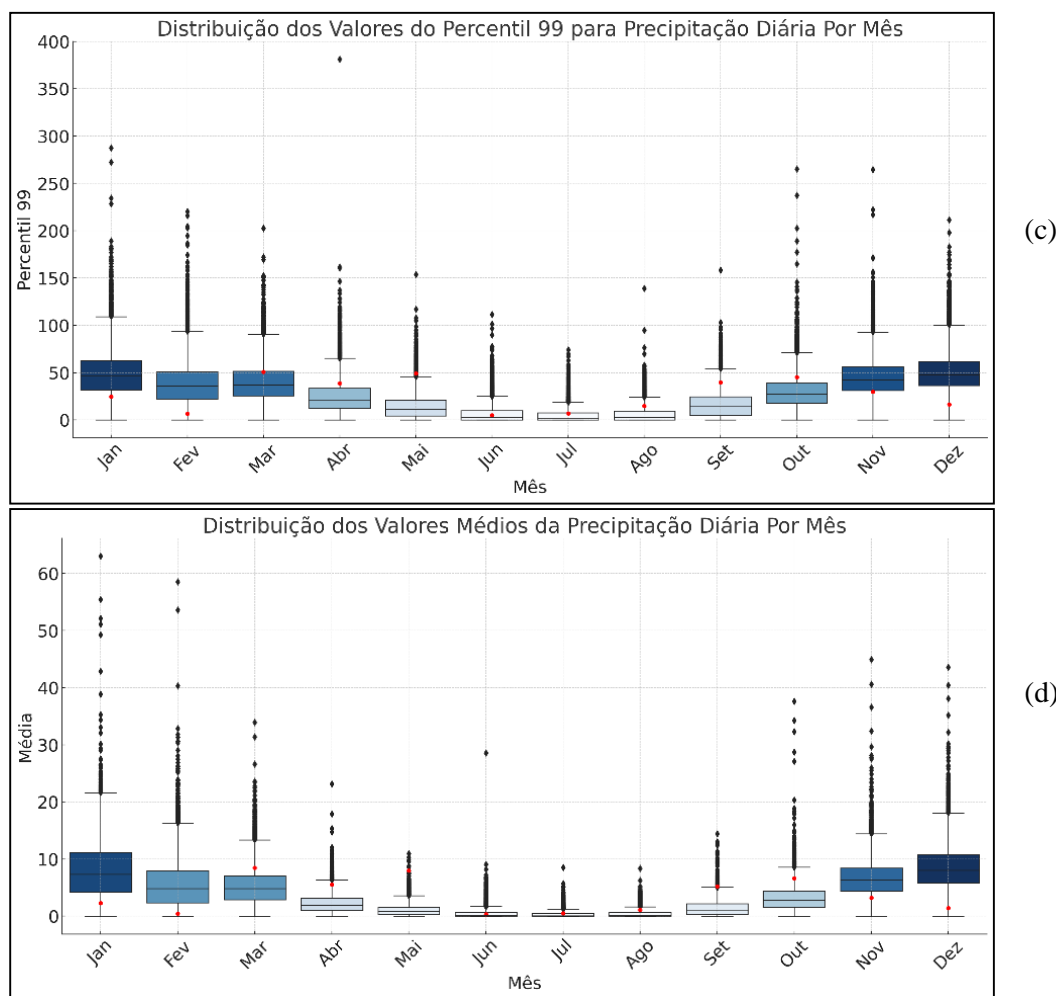 Distribuição dos Valores do Percentil 99 para Precipitação Diária Por Mês
400
350
300
250
200
150
100
50
0
Percentil 99
Jan Fev Mar Abr Mai Jun Jul Ago Set Out Nov Dez
Mês
(c)
Distribuição dos Valores Médios da Precipitação Diária Por Mês
60
50
40
30
20
10
0
Média
Jan Fev Mar Abr Mai Jun Jul Ago Set Out Nov Dez
Mês
(d)